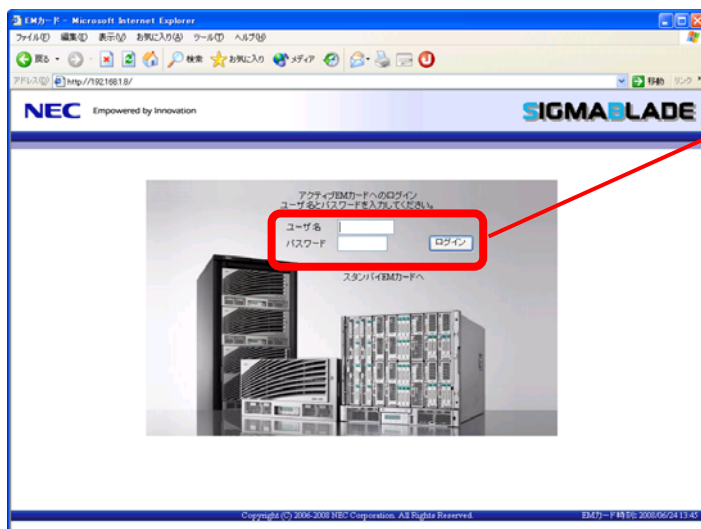 EMカード - Microsoft Internet Explorer
ファイル(F) 編集(E) 表示(V) お気に入り(A) ツール(T) ヘルプ(H)
戻る 検索 お気に入り メディア
アドレス(D) http://192.168.1.8/ 移動 リンク
NEC Empowered by Innovation SIGMABLADE
アクティブEMカードへのログイン
ユーザ名とパスワードを入力してください。
ユーザ名
パスワード ログイン
スタンバイEMカードへ
Copyright (C) 2006-2008 NEC Corporation. All Rights Reserved. EMカード時刻: 2008/06/24 13:45